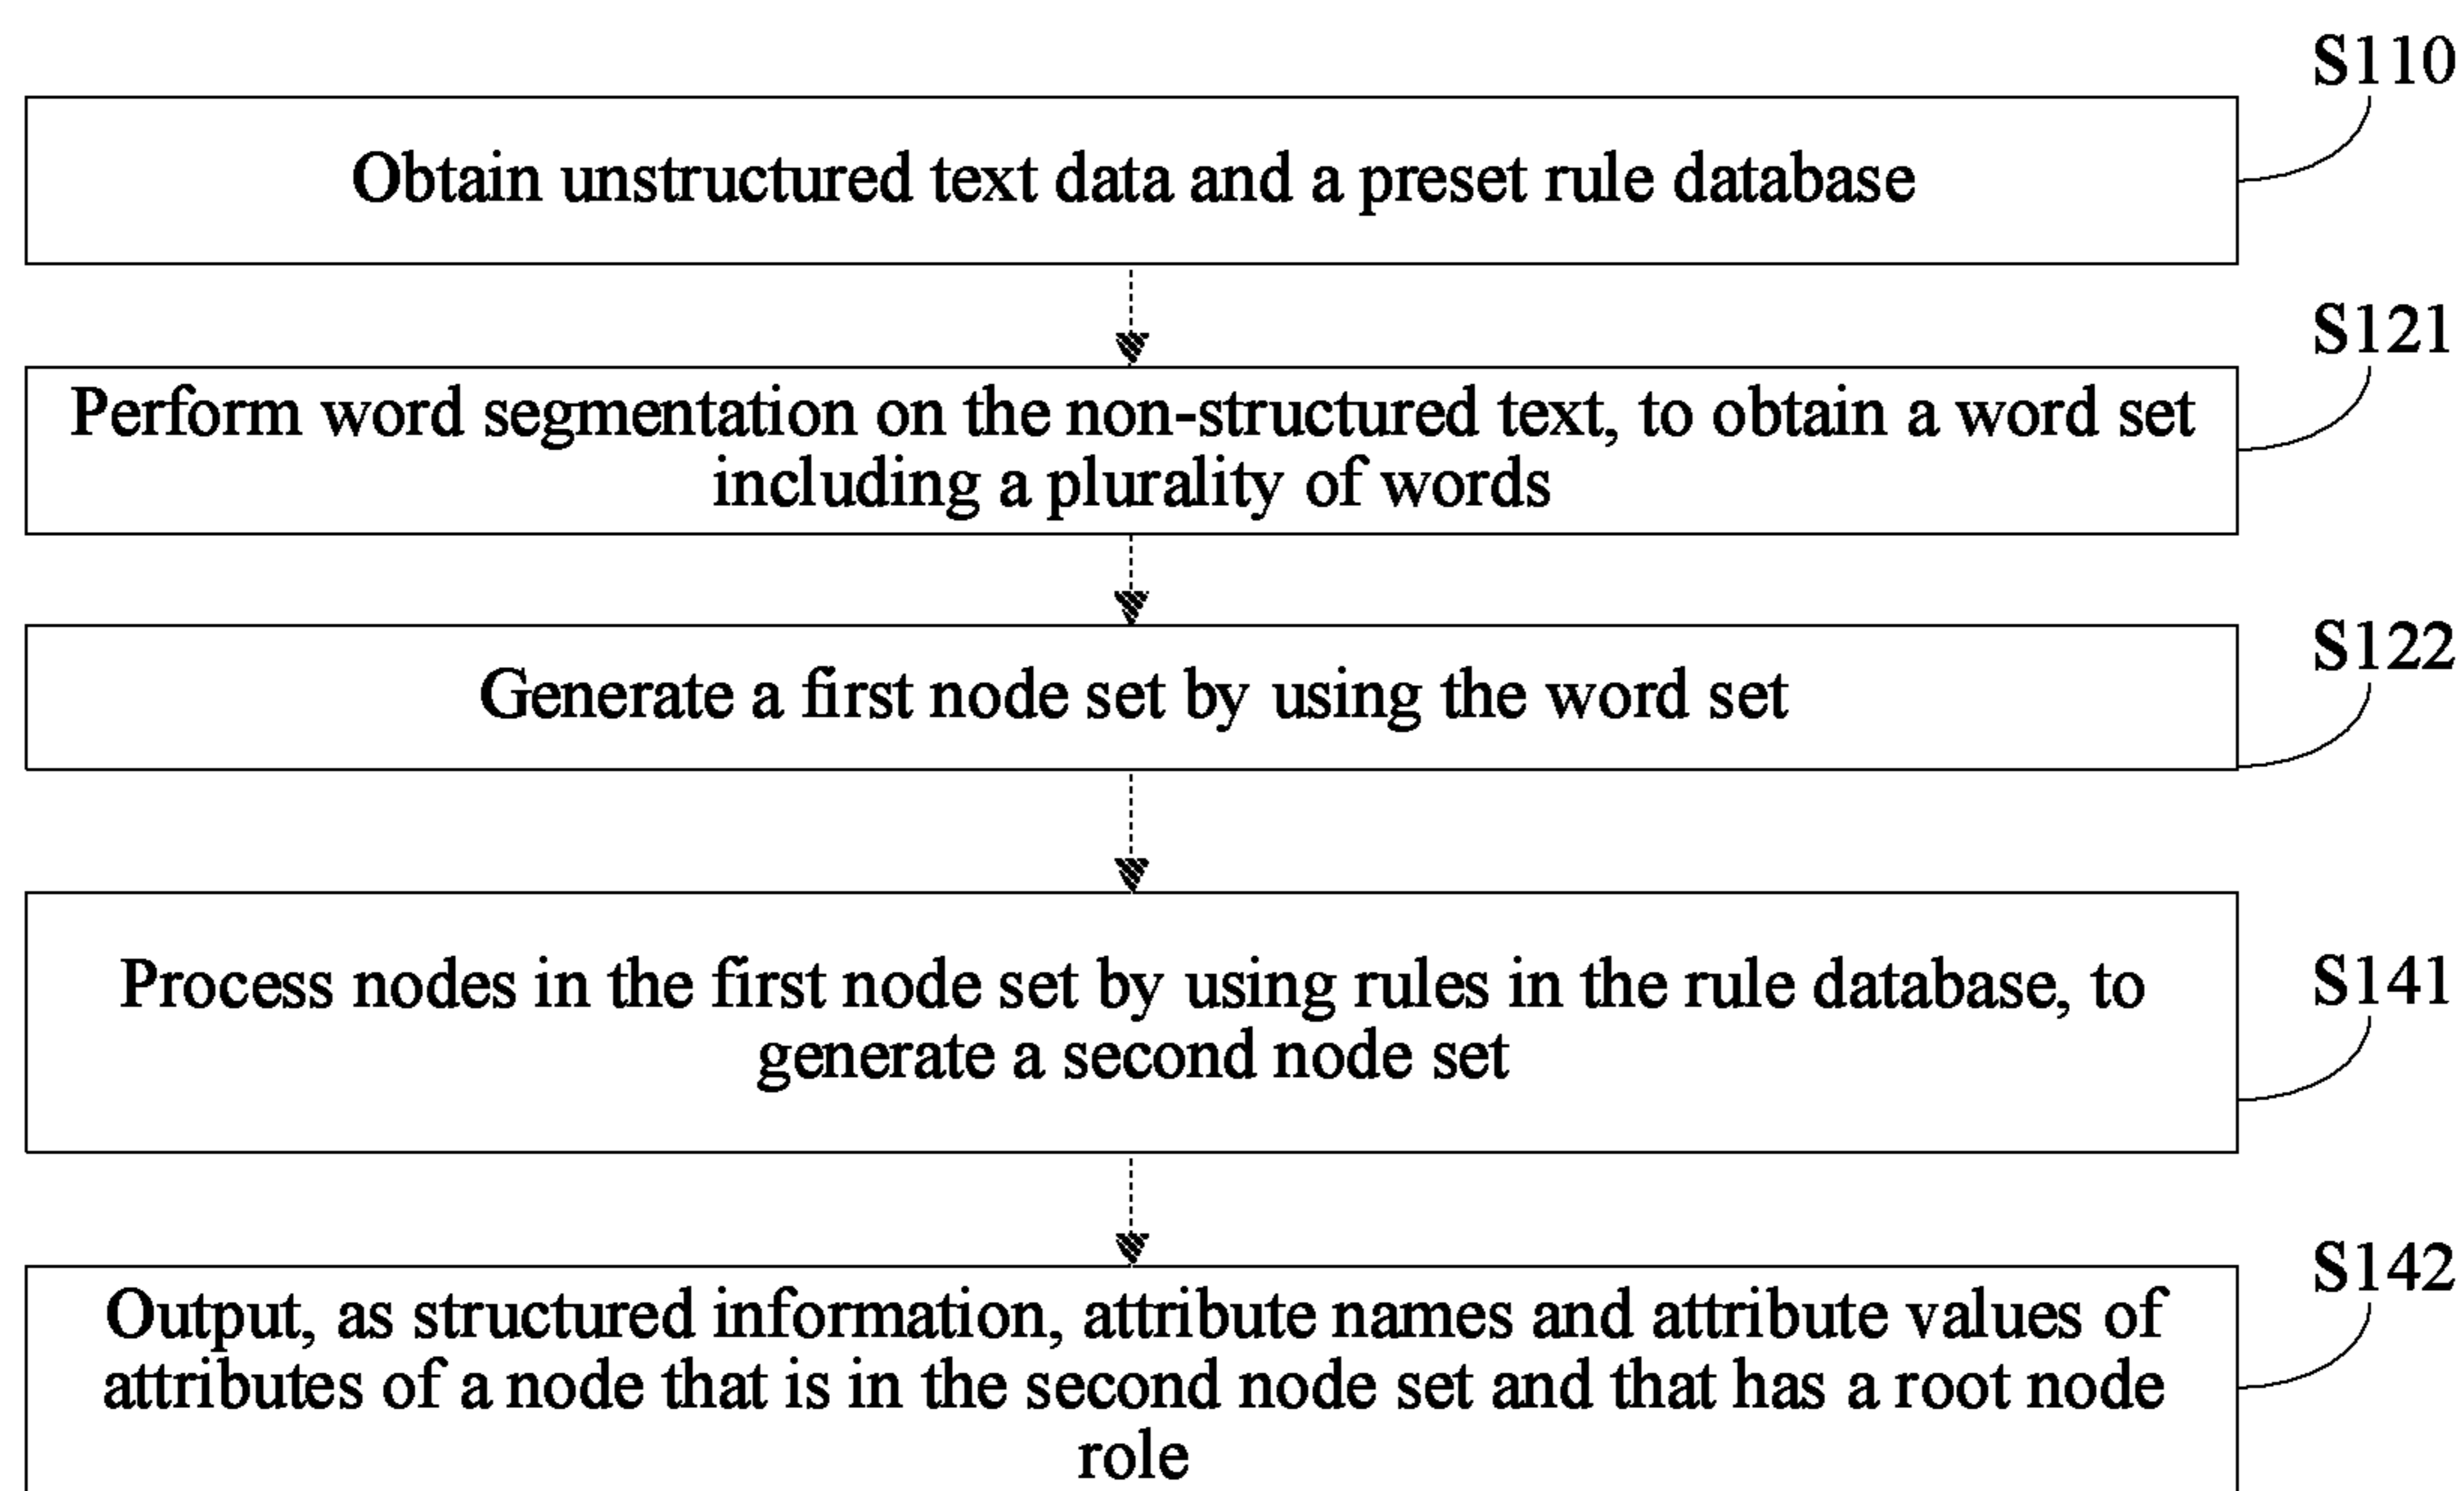 S110
Obtain unstructured text data and a preset rule database
S121
Perform word segmentation on the non-structured text, to obtain a word set
including a plurality of words
S122
Generate a first node set by using the word set
S141
Process nodes in the first node set by using rules in the rule database, to
generate a second node set
S142
Output, as structured information, attribute names and attribute values of
attributes of a node that is in the second node set and that has a root node
role